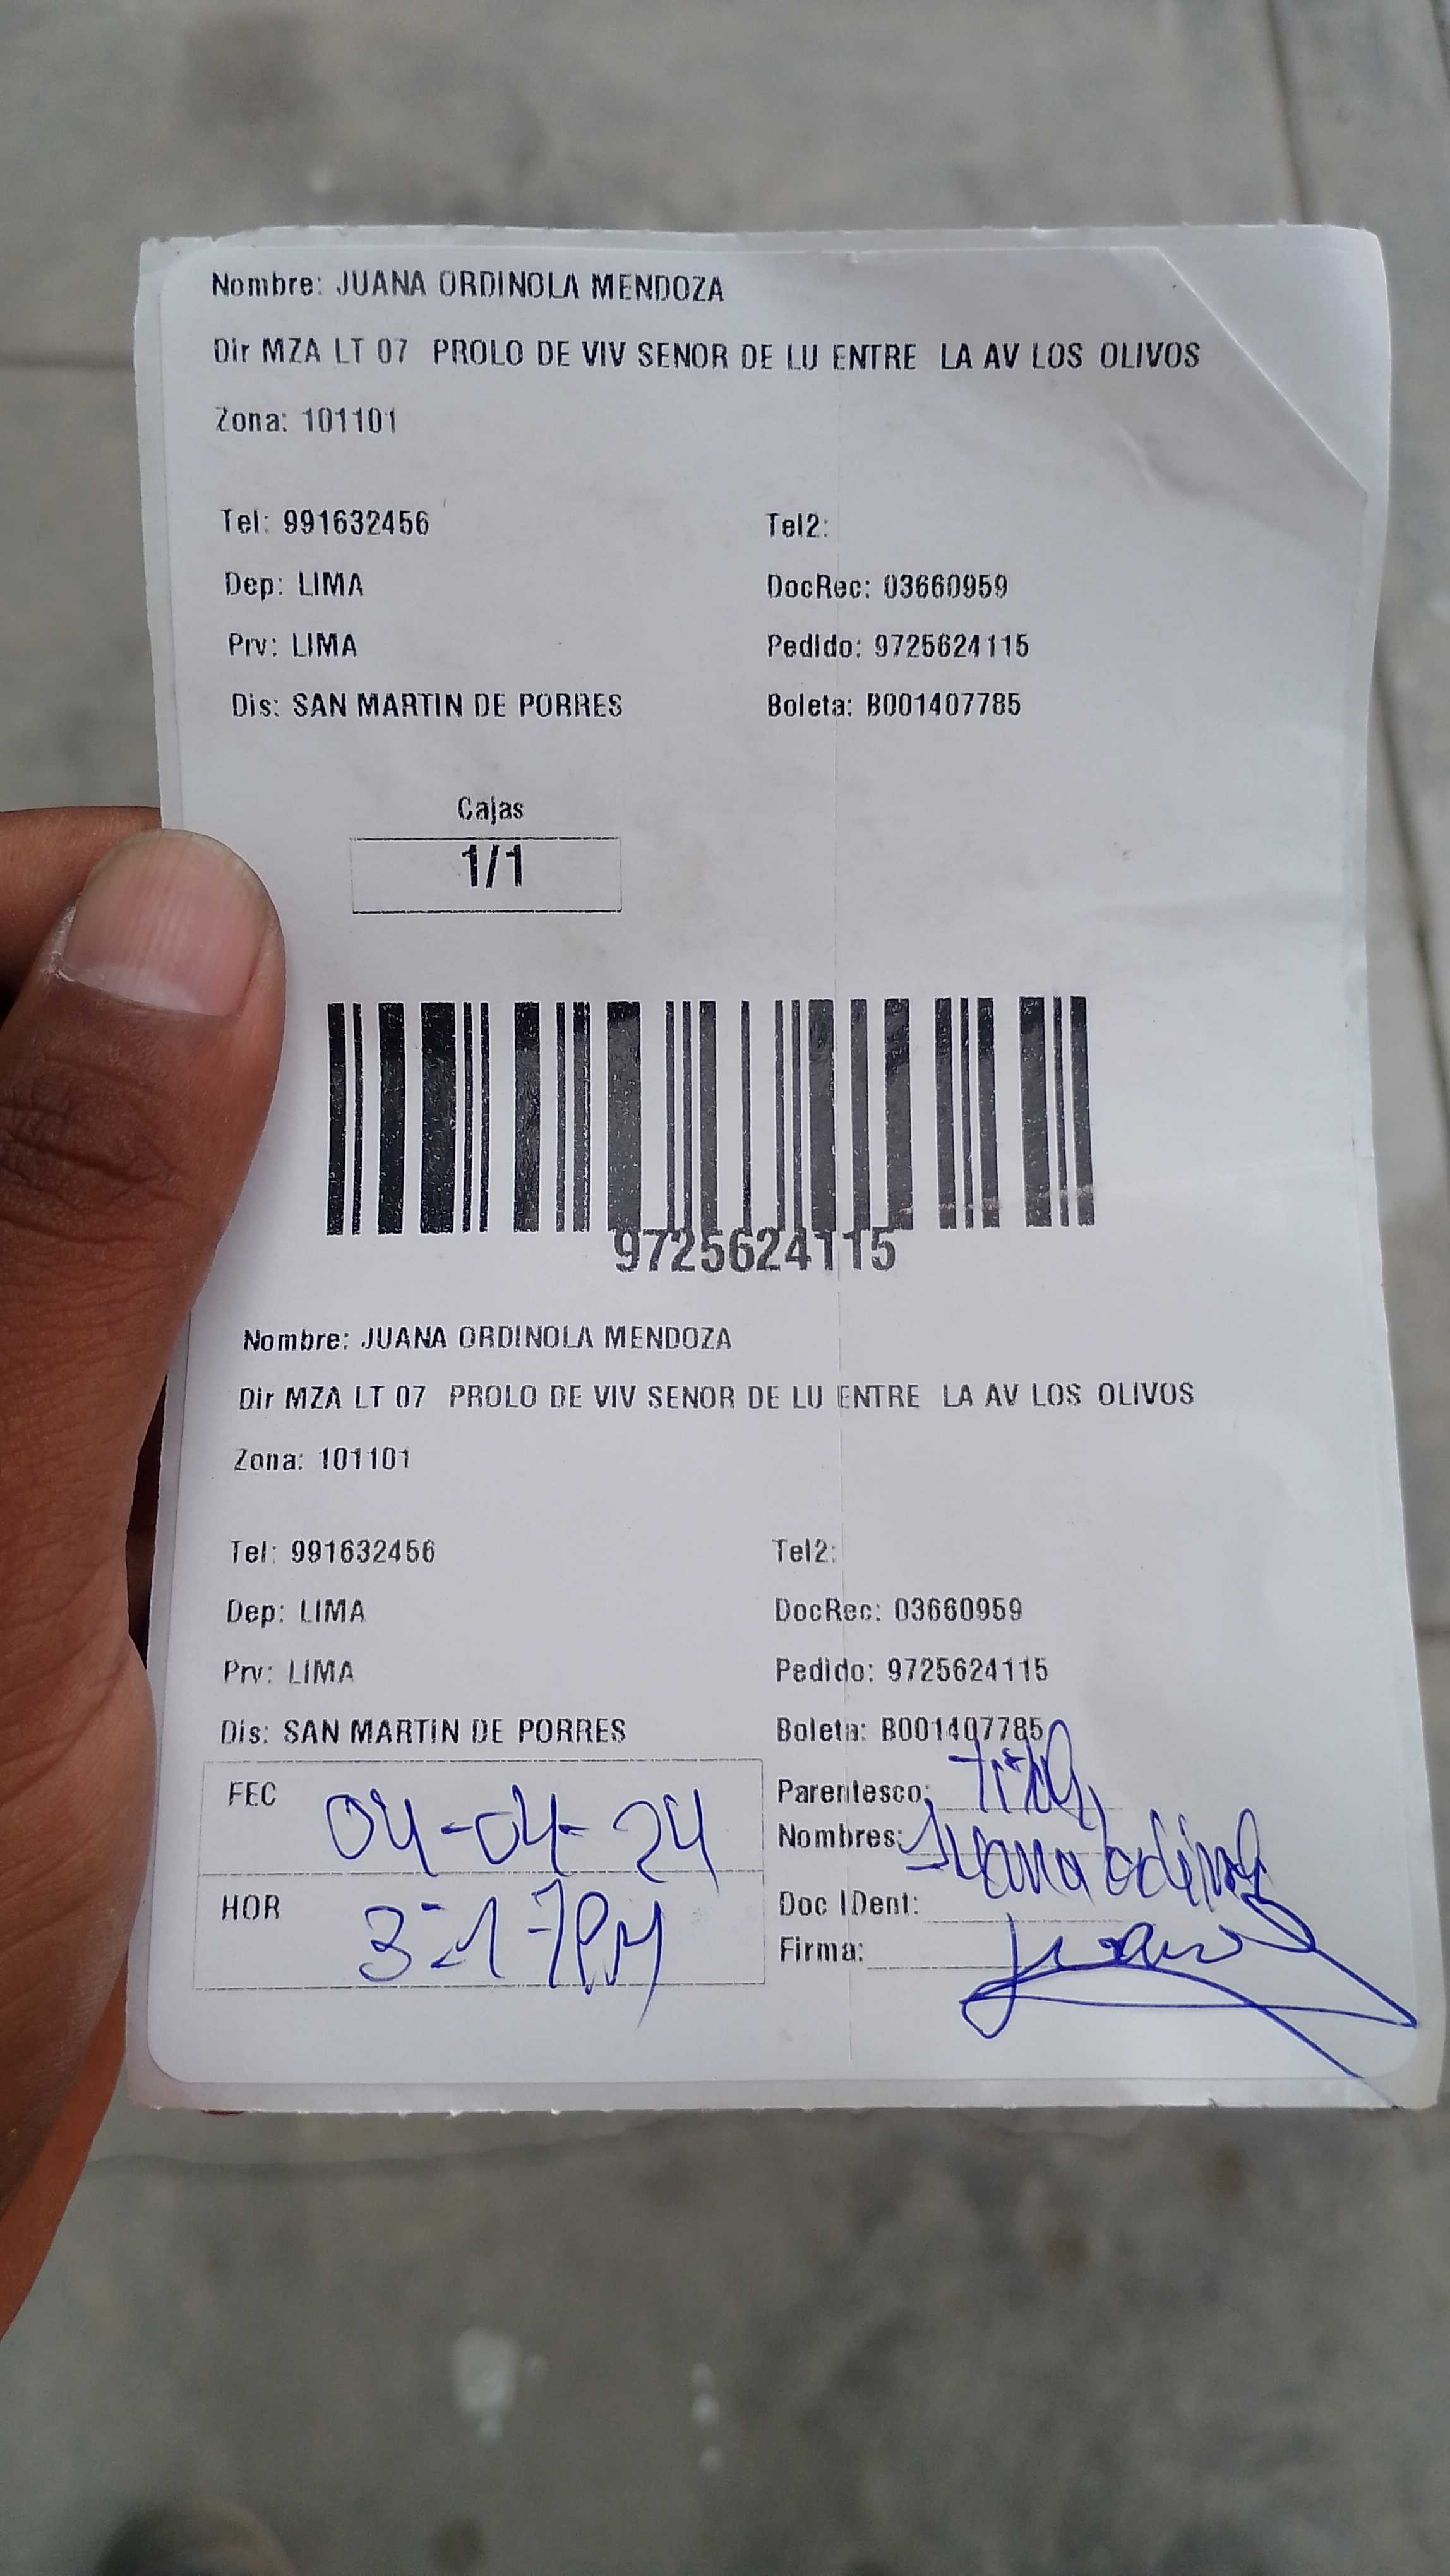 Nombre: JUANA ORDINOLA MENDOZA
Dir MZA LT 07 PROLO DE VIV SENOR DE LU ENTRE LA AV LOS OLIVOS
Zona: 101101
Tel: 991632456 Tel2:
Dep: LIMA DocRec: 03660959
Prv: LIMA Pedido: 9725624115
Dis: SAN MARTIN DE PORRES Boleta: B001407785
Cajas
1/1
9725624115
Nombre: JUANA ORDINOLA MENDOZA
Dir MZA LT 07 PROLO DE VIV SENOR DE LU ENTRE LA AV LOS OLIVOS
Zona: 101101
Tel: 991632456 Tel2:
Dep: LIMA DocRec: 03660959
Prv: LIMA Pedido: 9725624115
Dis: SAN MARTIN DE PORRES Boleta: B001407785
FEC 04-04-24 Parentesco:
Nombres: Juana
HOR 3:17PM Doc IDent:
Firma: